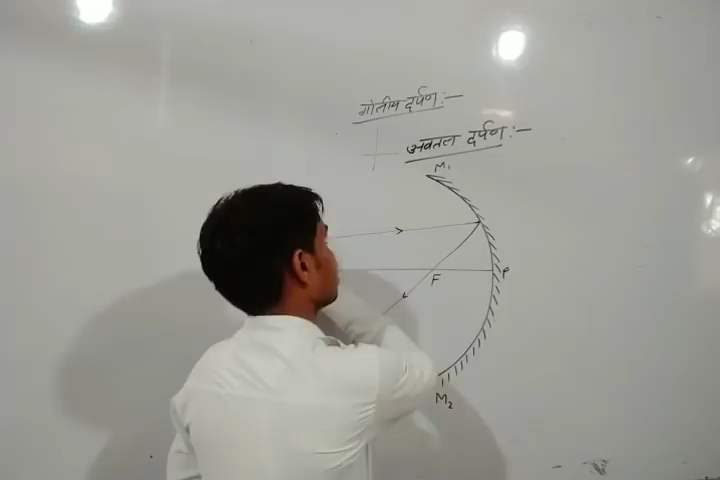 गोलीय दर्पण :-
अवतल दर्पण :-
M₁
P
F
M₂